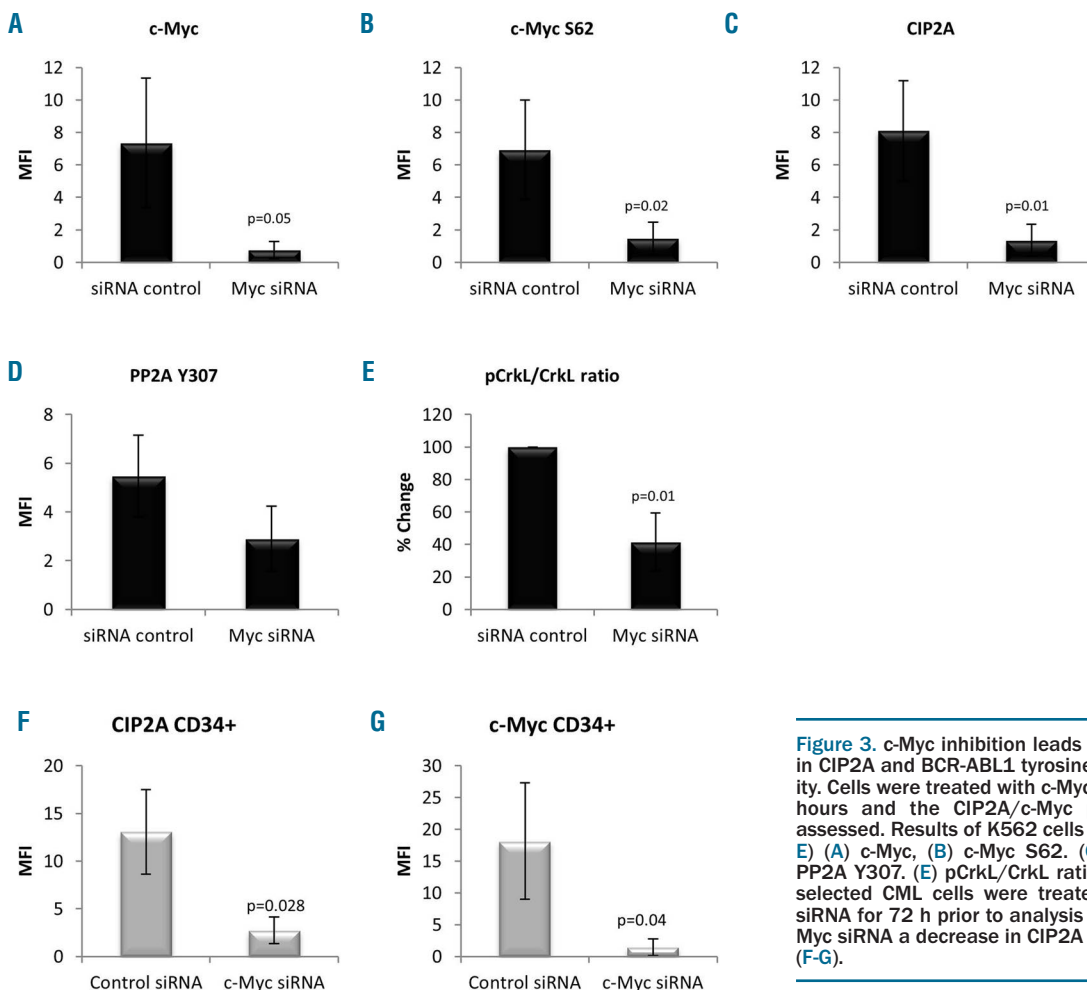 A
c-Myc
MFI
12
10
8
6
4
2
0
p=0.05
siRNA control Myc siRNA
B
c-Myc S62
MFI
12
10
8
6
4
2
0
p=0.02
siRNA control Myc siRNA
C
CIP2A
MFI
12
10
8
6
4
2
0
p=0.01
siRNA control Myc siRNA
D
PP2A Y307
MFI
8
6
4
2
0
siRNA control Myc siRNA
E
pCrkL/CrkL ratio
% Change
120
100
80
60
40
20
0
p=0.01
siRNA control Myc siRNA
F
CIP2A CD34+
MFI
20
15
10
5
0
p=0.028
Control siRNA c-Myc siRNA
G
c-Myc CD34+
MFI
30
25
20
15
10
5
0
p=0.04
Control siRNA c-Myc siRNA
Figure 3. c-Myc inhibition leads
in CIP2A and BCR-ABL1 tyrosine
ity. Cells were treated with c-Myc
hours and the CIP2A/c-Myc
assessed. Results of K562 cells
E) (A) c-Myc, (B) c-Myc S62. (
PP2A Y307. (E) pCrkL/CrkL rati
selected CML cells were treate
siRNA for 72 h prior to analysis
Myc siRNA a decrease in CIP2A
(F-G).